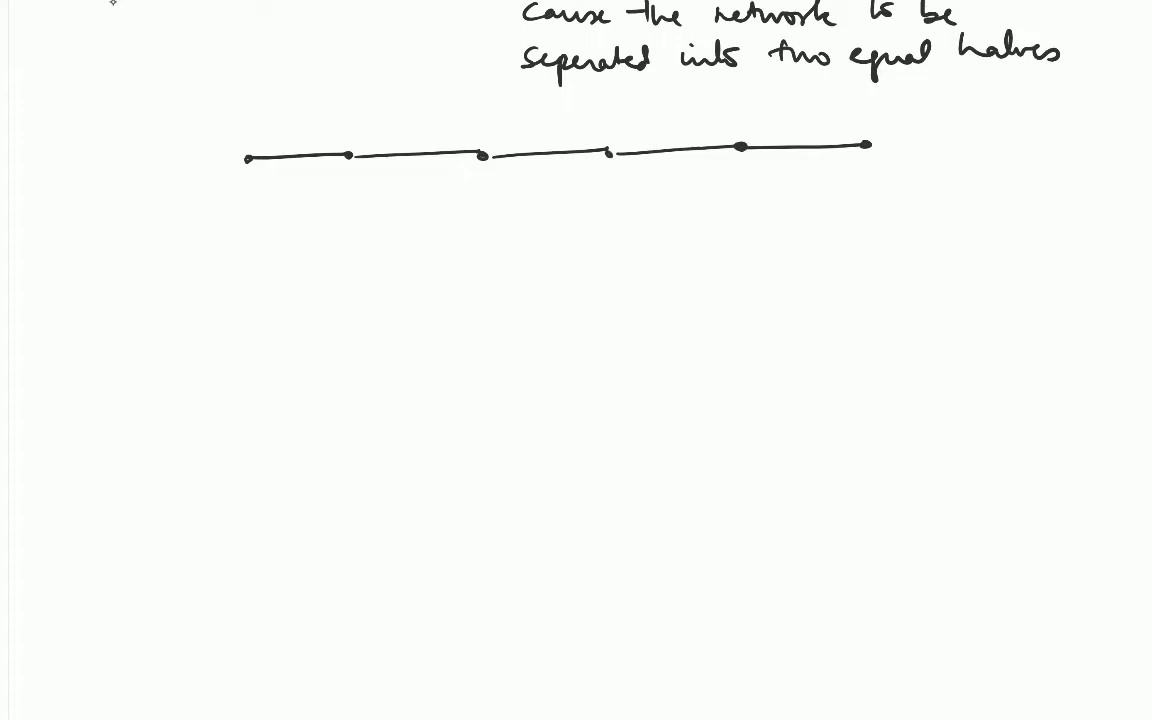 cause the network to be
seperated into two equal halves